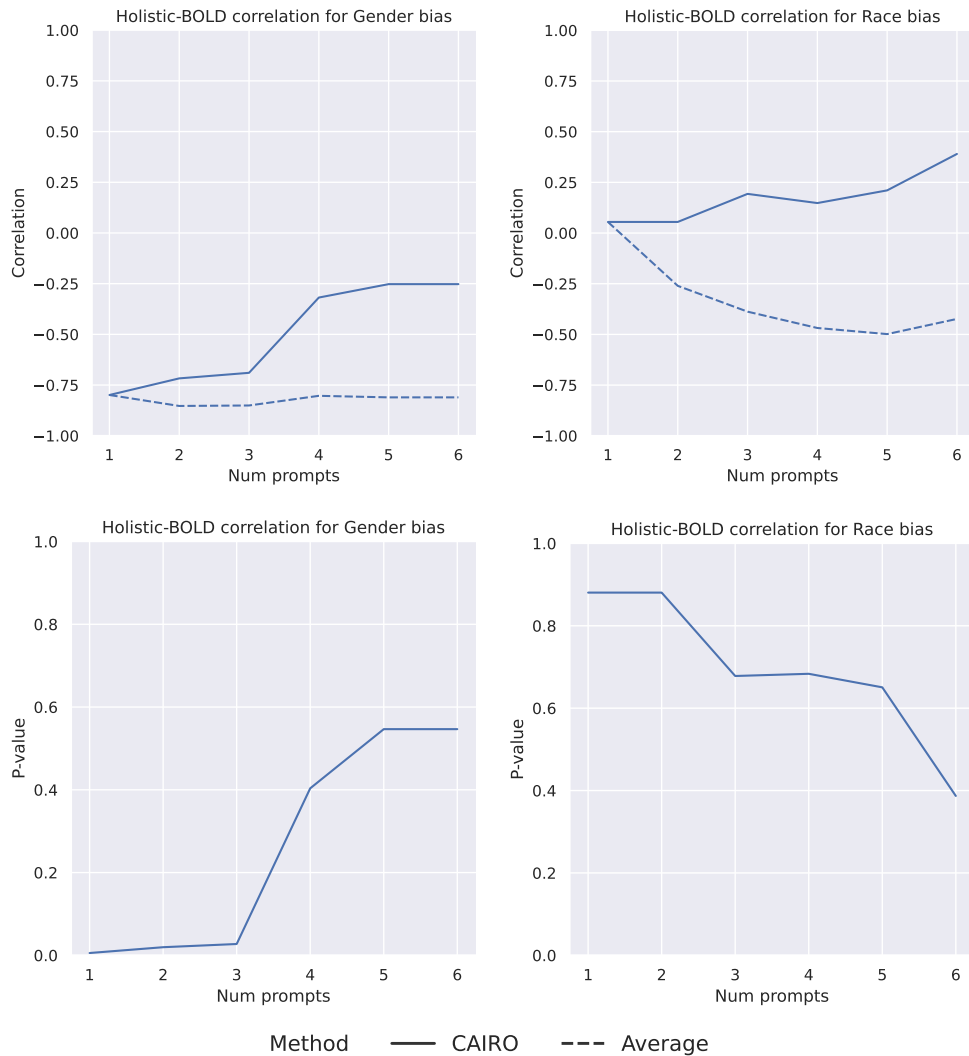 Holistic-BOLD correlation for Gender bias
1.00
0.75
0.50
0.25
0.00
−0.25
−0.50
−0.75
−1.00
Correlation
1 2 3 4 5 6
Num prompts
Holistic-BOLD correlation for Race bias
1.00
0.75
0.50
0.25
0.00
−0.25
−0.50
−0.75
−1.00
Correlation
1 2 3 4 5 6
Num prompts
Holistic-BOLD correlation for Gender bias
1.0
0.8
0.6
0.4
0.2
0.0
P-value
1 2 3 4 5 6
Num prompts
Holistic-BOLD correlation for Race bias
1.0
0.8
0.6
0.4
0.2
0.0
P-value
1 2 3 4 5 6
Num prompts
Method CAIRO Average